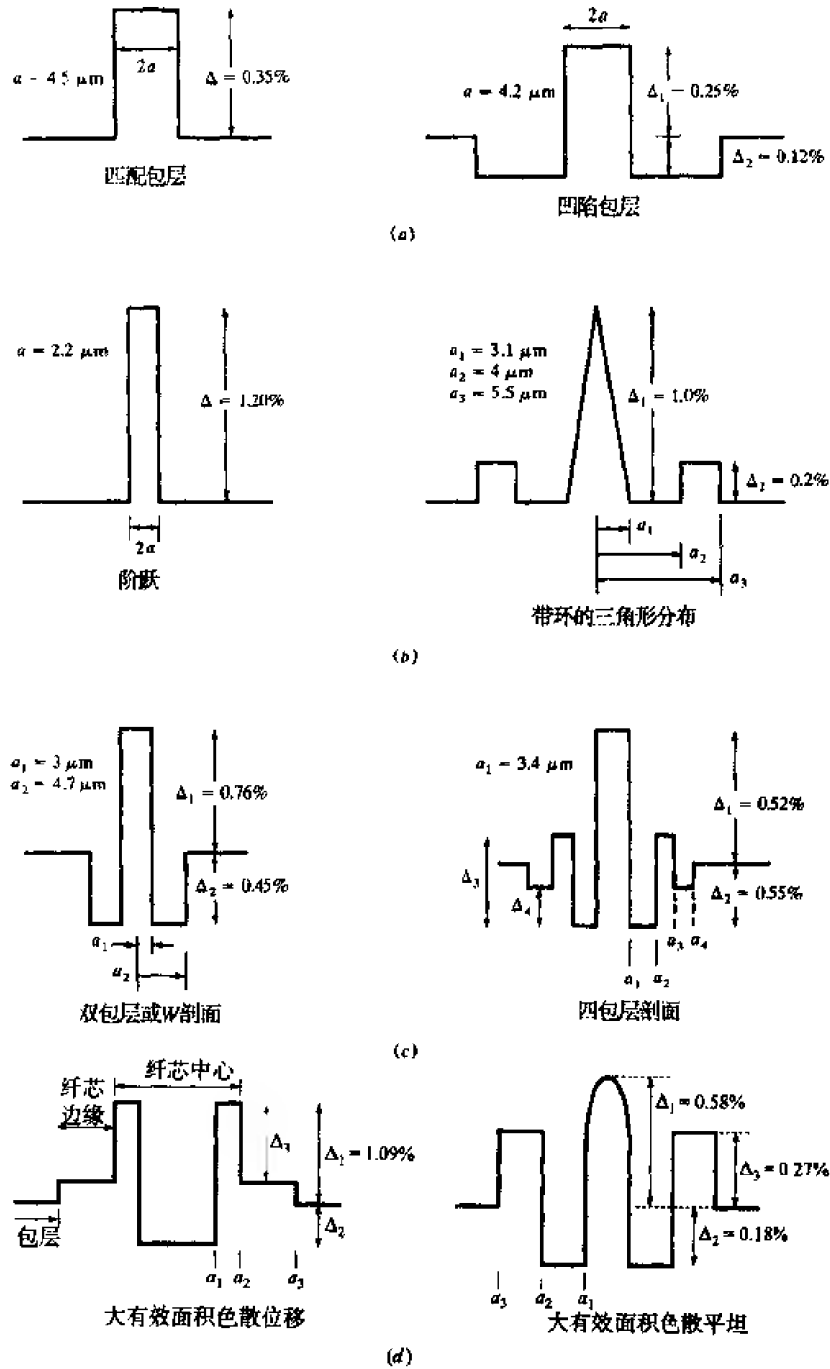 2a
a = 4.5 μm
2a
Δ = 0.35%
a = 4.2 μm
Δ₁ = 0.25%
Δ₂ = 0.12%
匹配包层
凹陷包层
(a)
a = 2.2 μm
Δ = 1.20%
2a
阶跃
a₁ = 3.1 μm
a₂ = 4 μm
a₃ = 5.5 μm
Δ₁ = 1.0%
Δ₂ = 0.2%
a₁
a₂
a₃
带环的三角形分布
(b)
a₁ = 3 μm
a₂ = 4.7 μm
Δ₁ = 0.76%
Δ₂ = 0.45%
a₁
a₂
双包层或W剖面
a₁ = 3.4 μm
Δ₁ = 0.52%
Δ₃
Δ₄
Δ₂ = 0.55%
a₃ a₄
a₁ a₂
四包层剖面
(c)
纤芯中心
纤芯
边缘
Δ₃
Δ₁ = 1.09%
包层
Δ₂
a₁ a₂ a₃
大有效面积色散位移
Δ₁ = 0.58%
Δ₃ = 0.27%
Δ₂ = 0.18%
a₃ a₂ a₁
大有效面积色散平坦
(d)